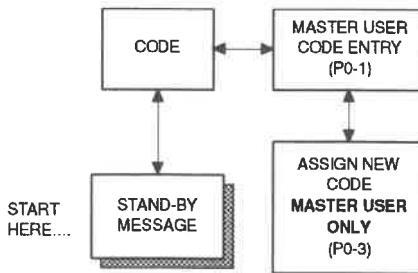 CODE
MASTER USER
CODE ENTRY
(P0-1)
START
HERE....
STAND-BY
MESSAGE
ASSIGN NEW
CODE
MASTER USER
ONLY
(P0-3)